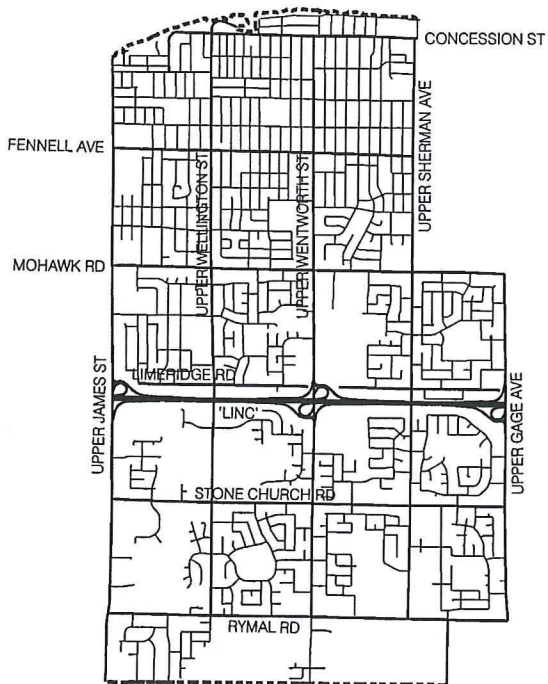 CONCESSION ST
FENNELL AVE
UPPER SHERMAN AVE
UPPER WELLINGTON ST
UPPER WENTWORTH ST
MOHAWK RD
LIMERIDGE RD
UPPER JAMES ST
'LINC'
UPPER GAGE AVE
STONE CHURCH RD
RYMAL RD